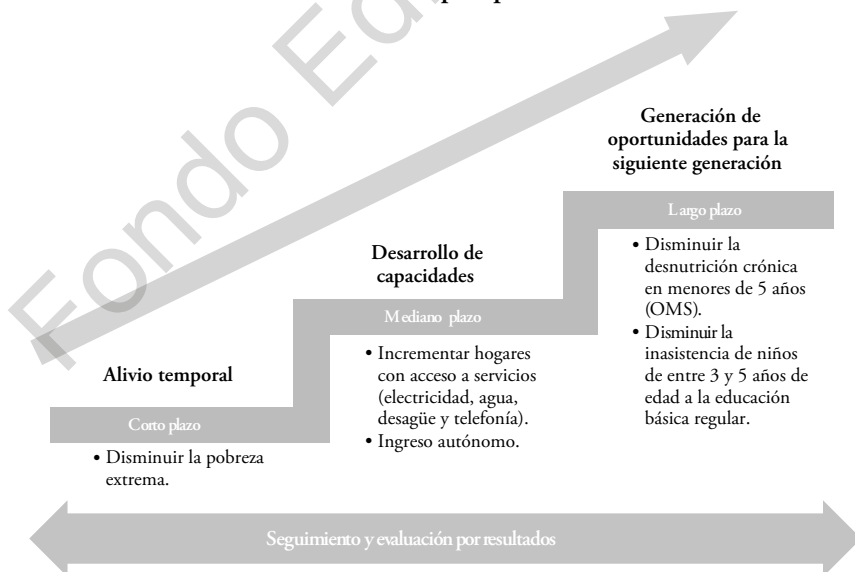 Fondo Edi
Generación de
oportunidades para la
siguiente generación
Largo plazo
• Disminuir la
desnutrición crónica
en menores de 5 años
(OMS).
• Disminuir la
inasistencia de niños
de entre 3 y 5 años de
edad a la educación
básica regular.
Desarrollo de
capacidades
Mediano plazo
• Incrementar hogares
con acceso a servicios
(electricidad, agua,
desagüe y telefonía).
• Ingreso autónomo.
Alivio temporal
Corto plazo
• Disminuir la pobreza
extrema.
Seguimiento y evaluación por resultados